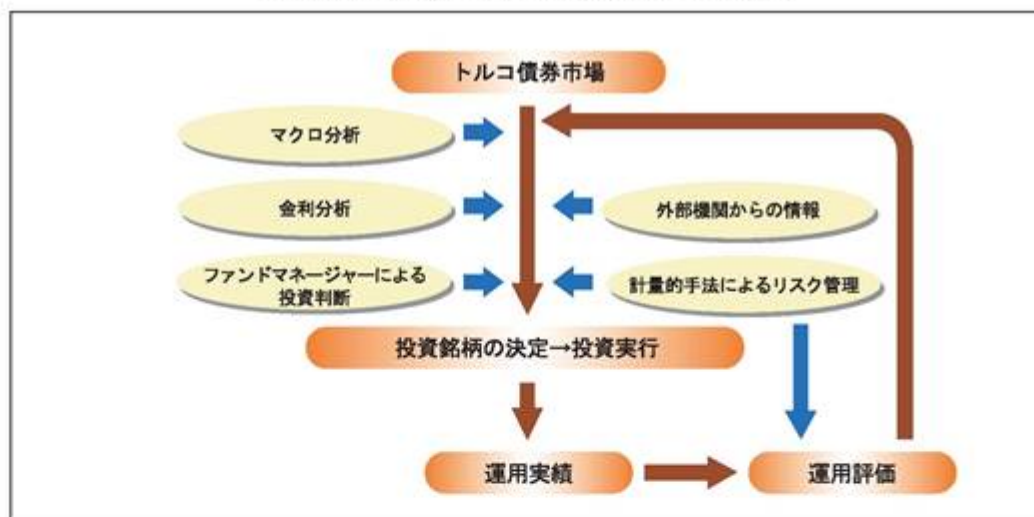 トルコ債券市場
マクロ分析
金利分析
外部機関からの情報
ファンドマネージャーによる
投資判断
計量的手法によるリスク管理
投資銘柄の決定→投資実行
運用実績
運用評価